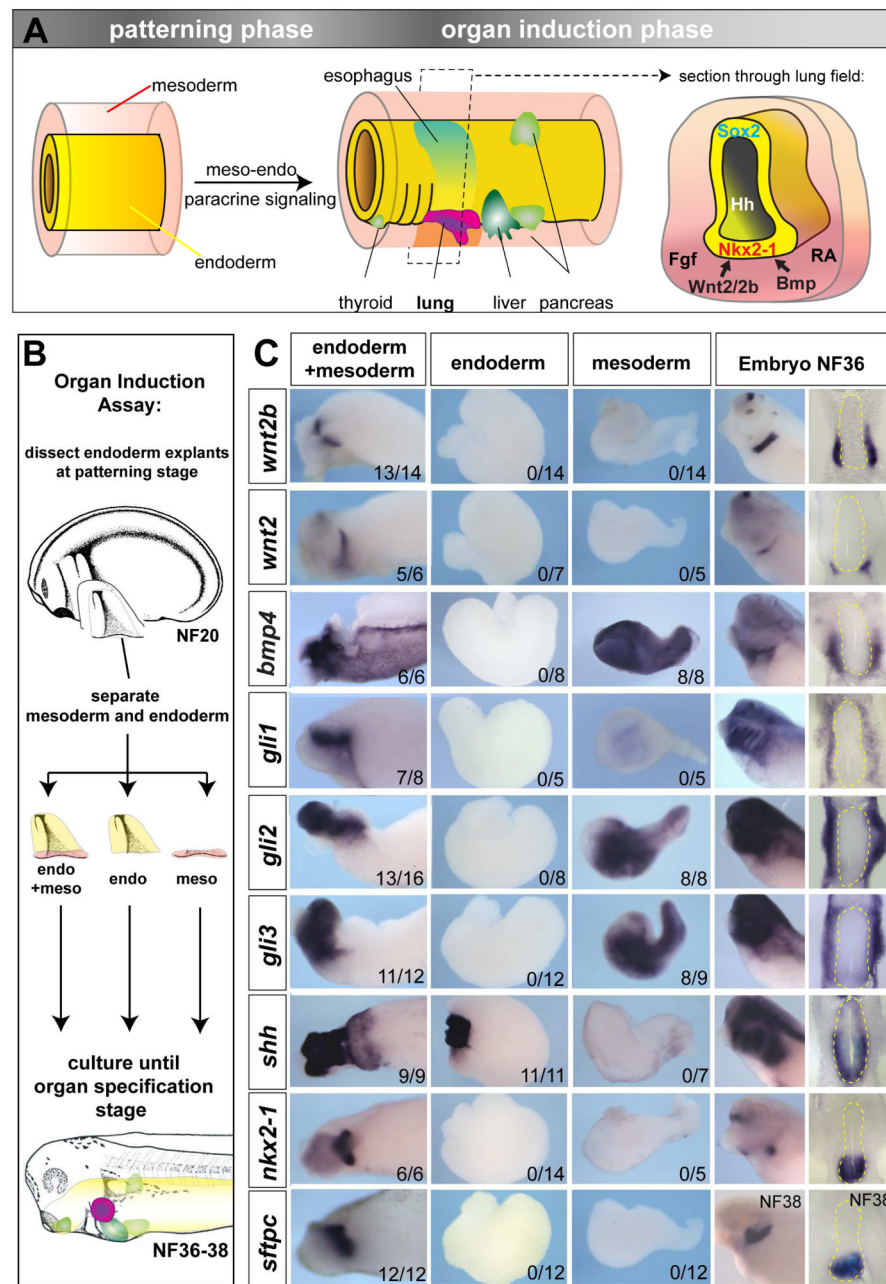 A
patterning phase
organ induction phase
mesoderm
esophagus
section through lung field:
meso-endo
paracrine signaling
endoderm
thyroid
lung
liver
pancreas
Sox2
Hh
Nkx2-1
Fgf
RA
Wnt2/2b
Bmp
B
Organ Induction
Assay:
dissect endoderm explants
at patterning stage
NF20
separate
mesoderm and endoderm
endo
+meso
endo
meso
culture until
organ specification
stage
NF36-38
C
endoderm
+mesoderm
endoderm
mesoderm
Embryo NF36
wnt2b
13/14
0/14
0/14
wnt2
5/6
0/7
0/5
bmp4
6/6
0/8
8/8
gli1
7/8
0/5
0/5
gli2
13/16
0/8
8/8
gli3
11/12
0/12
8/9
shh
9/9
11/11
0/7
nkx2-1
6/6
0/14
0/5
sftpc
12/12
0/12
0/12
NF38
NF38